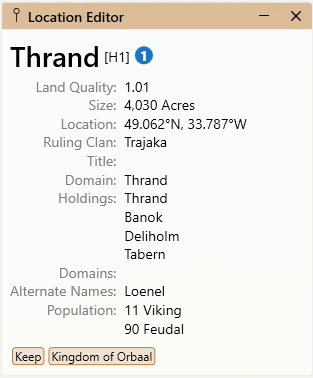 Location Editor
Thrand [H1] 1
Land Quality: 1.01
Size: 4,030 Acres
Location: 49.062°N, 33.787°W
Ruling Clan: Trajaka
Title:
Domain: Thrand
Holdings: Thrand
Banok
Deliholm
Tabern
Domains:
Alternate Names: Loenel
Population: 11 Viking
90 Feudal
Keep Kingdom of Orbaal